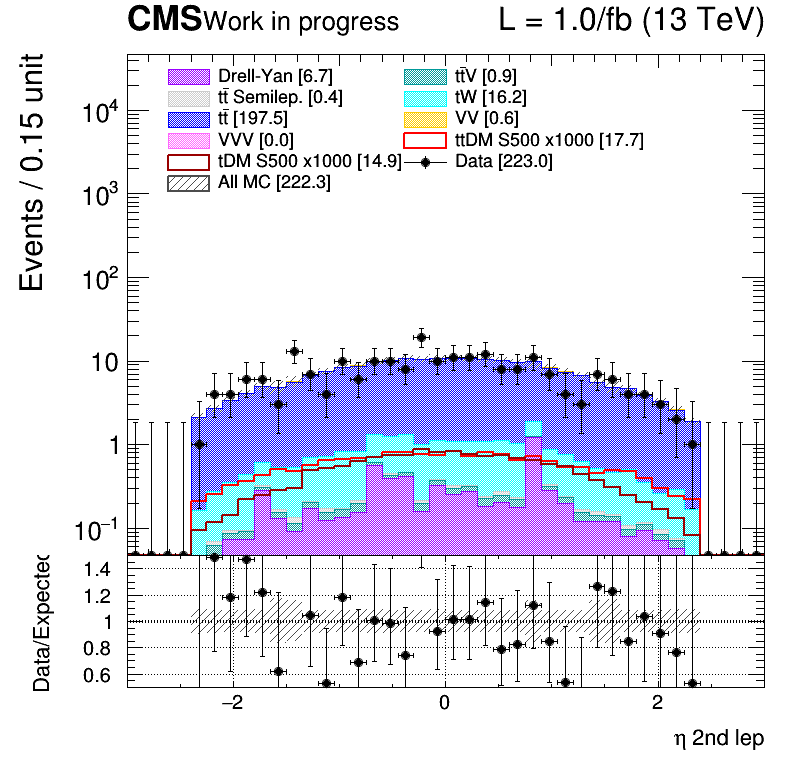 CMS Work in progress L = 1.0/fb (13 TeV)
Drell-Yan [6.7] tt̄V [0.9]
tt̄ Semilep. [0.4] tW [16.2]
tt̄ [197.5] VV [0.6]
VVV [0.0] ttDM S500 x1000 [17.7]
tDM S500 x1000 [14.9] Data [223.0]
All MC [222.3]
Events / 0.15 unit
10⁴
10³
10²
10
1
10⁻¹
Data/Expected
1.4
1.2
1
0.8
0.6
−2 0 2
η 2nd lep